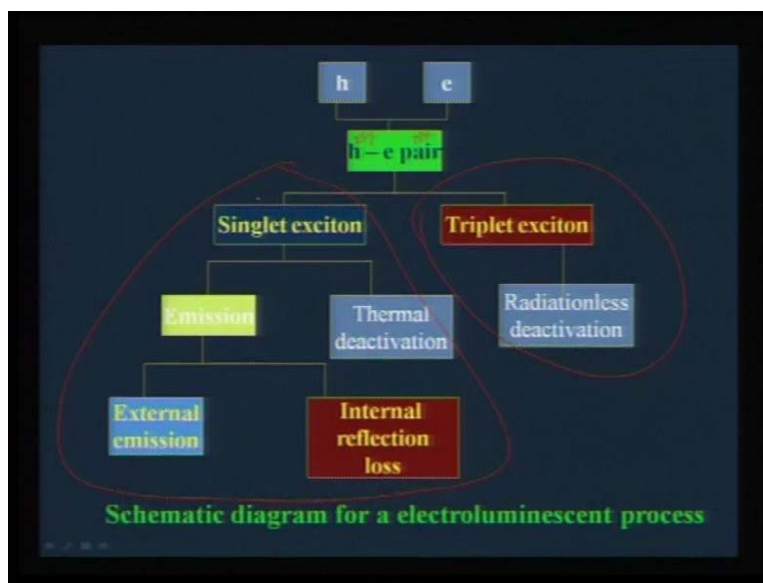 h
e
h – e pair
Singlet exciton
Triplet exciton
Emission
Thermal
deactivation
Radiationless
deactivation
External
emission
Internal
reflection
loss
Schematic diagram for a electroluminescent process